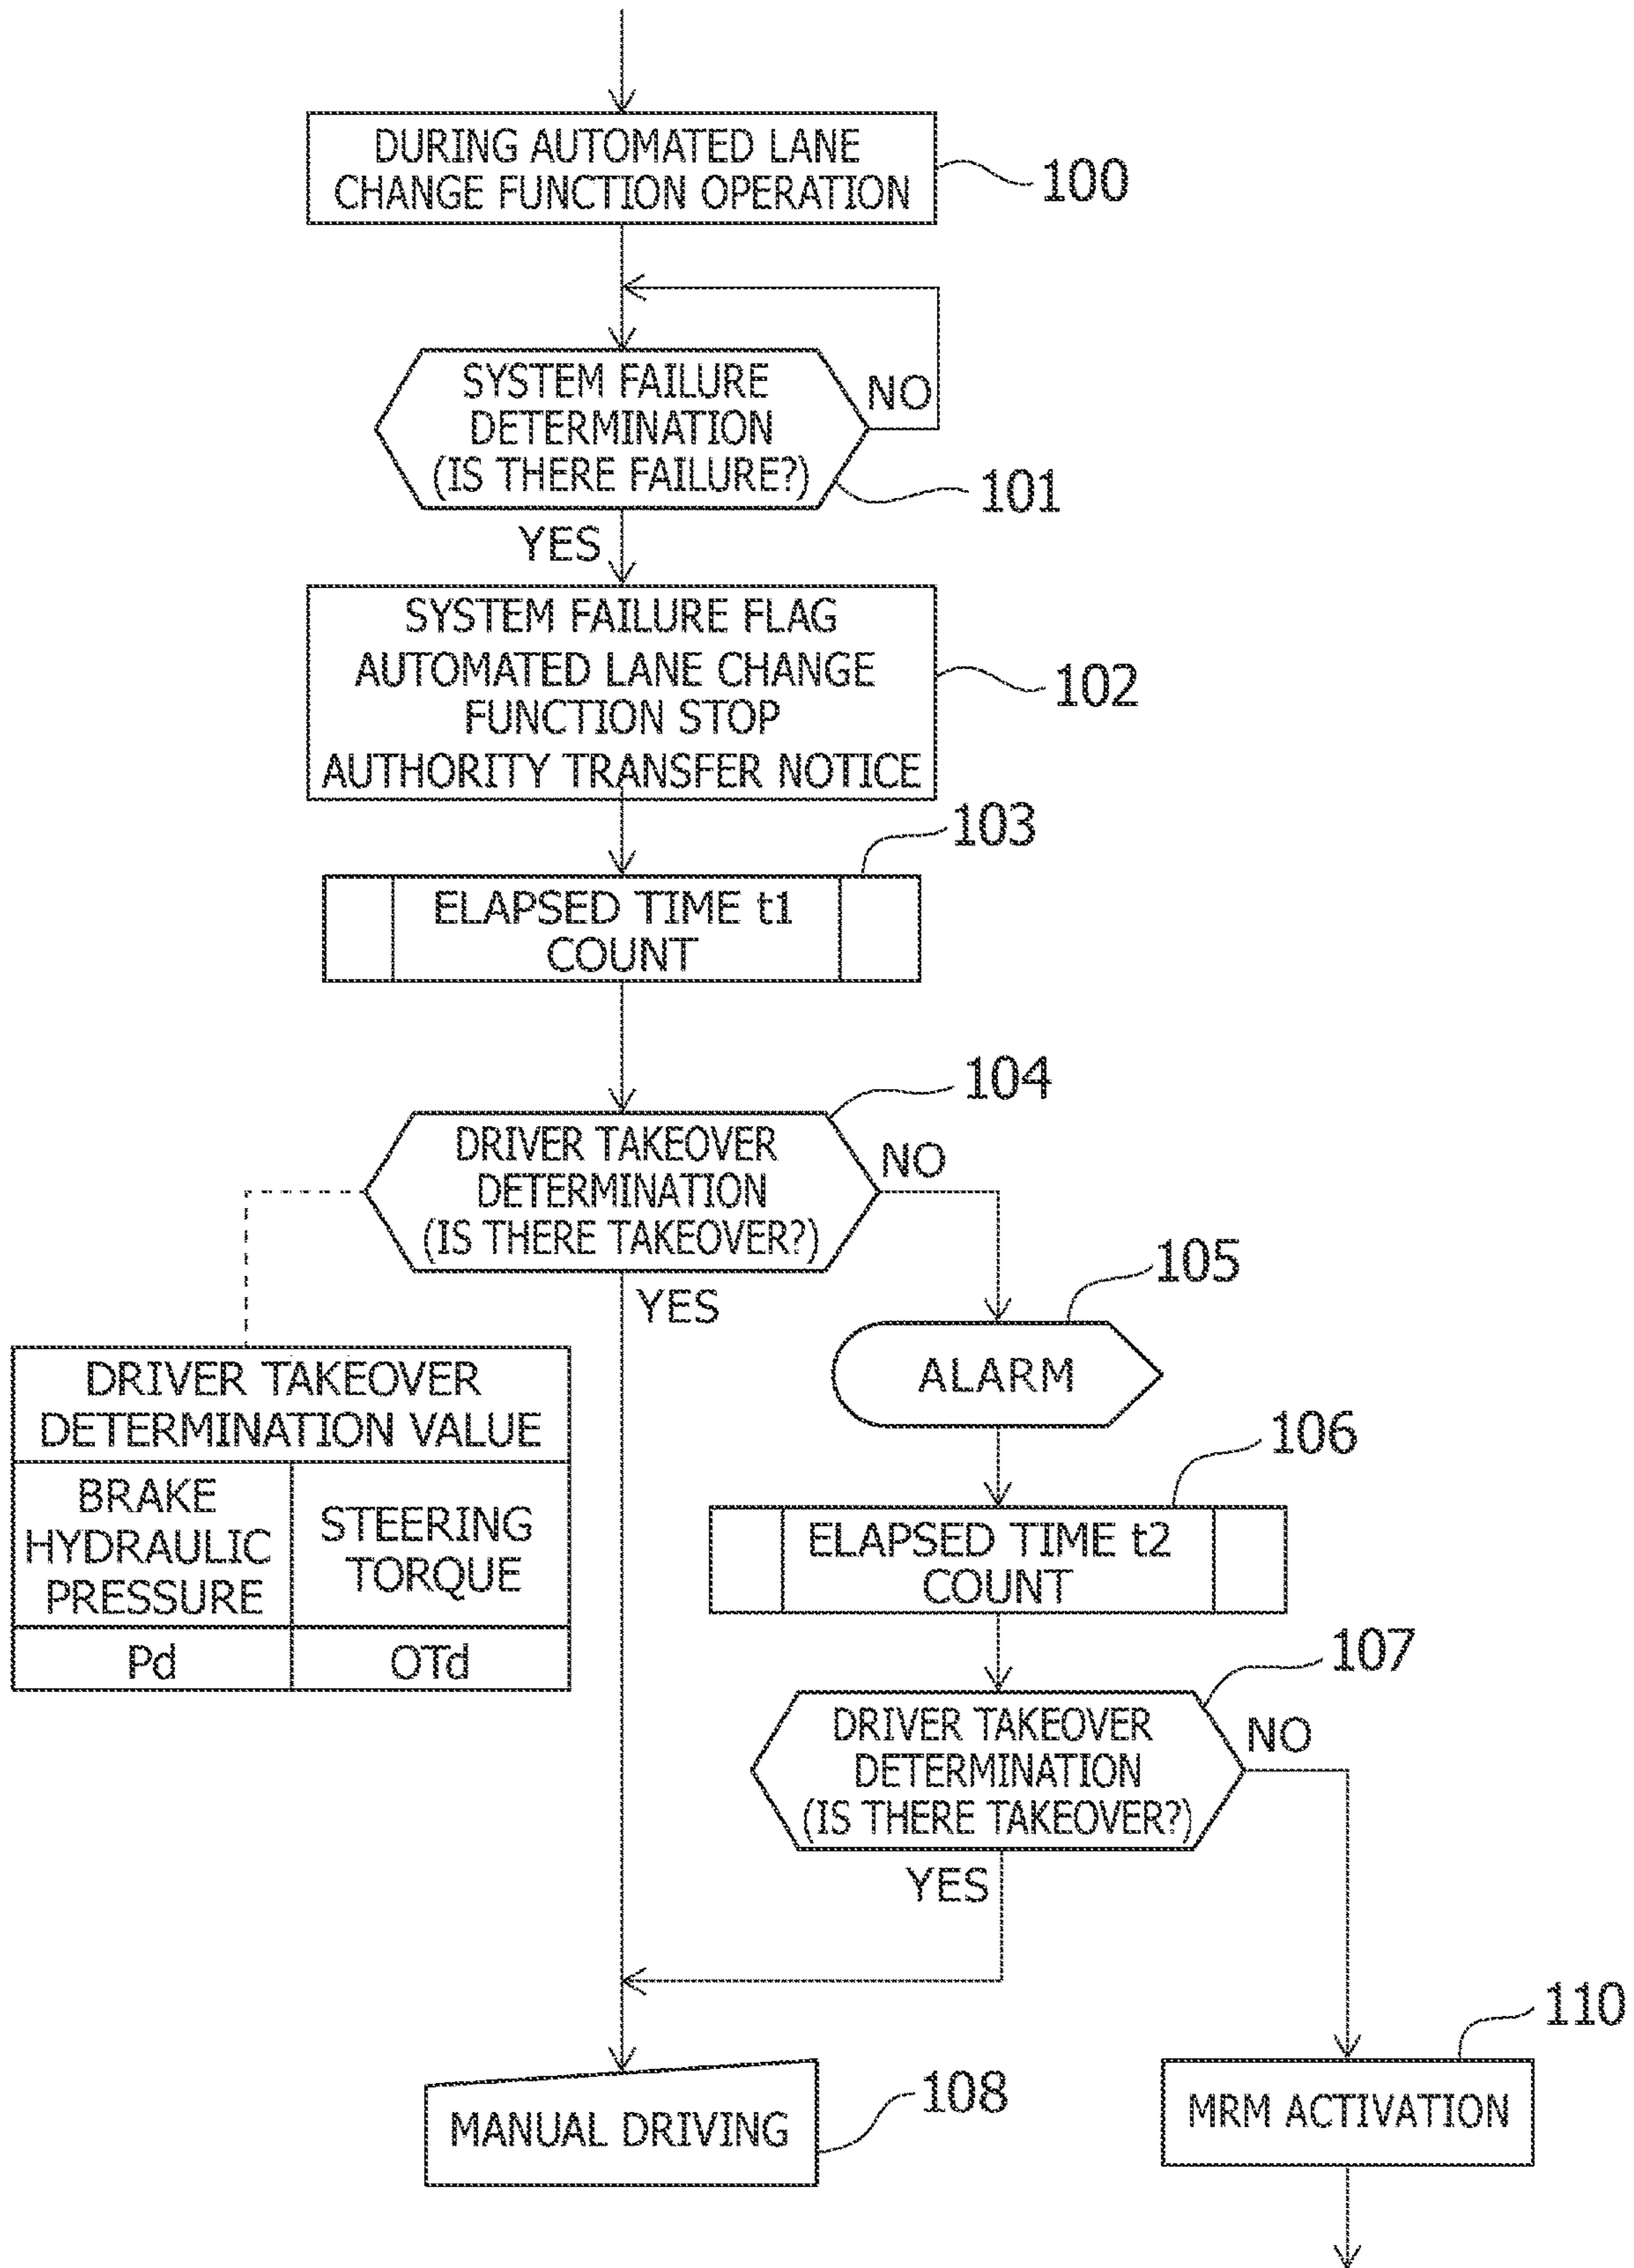 DURING AUTOMATED LANE
CHANGE FUNCTION OPERATION
100
SYSTEM FAILURE
DETERMINATION
(IS THERE FAILURE?)
NO
101
YES
SYSTEM FAILURE FLAG
AUTOMATED LANE CHANGE
FUNCTION STOP
AUTHORITY TRANSFER NOTICE
102
103
ELAPSED TIME t1
COUNT
104
DRIVER TAKEOVER
DETERMINATION
(IS THERE TAKEOVER?)
NO
YES
105
ALARM
DRIVER TAKEOVER
DETERMINATION VALUE
BRAKE
HYDRAULIC
PRESSURE
STEERING
TORQUE
Pd
OTd
106
ELAPSED TIME t2
COUNT
107
DRIVER TAKEOVER
DETERMINATION
(IS THERE TAKEOVER?)
NO
YES
108
MANUAL DRIVING
110
MRM ACTIVATION